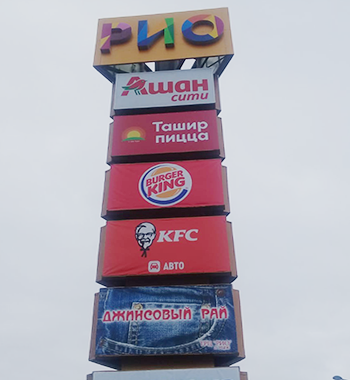 РИО
Ашан
сити
Ташир
пицца
BURGER
KING
KFC
АВТО
ДЖИНСОВЫЙ РАЙ